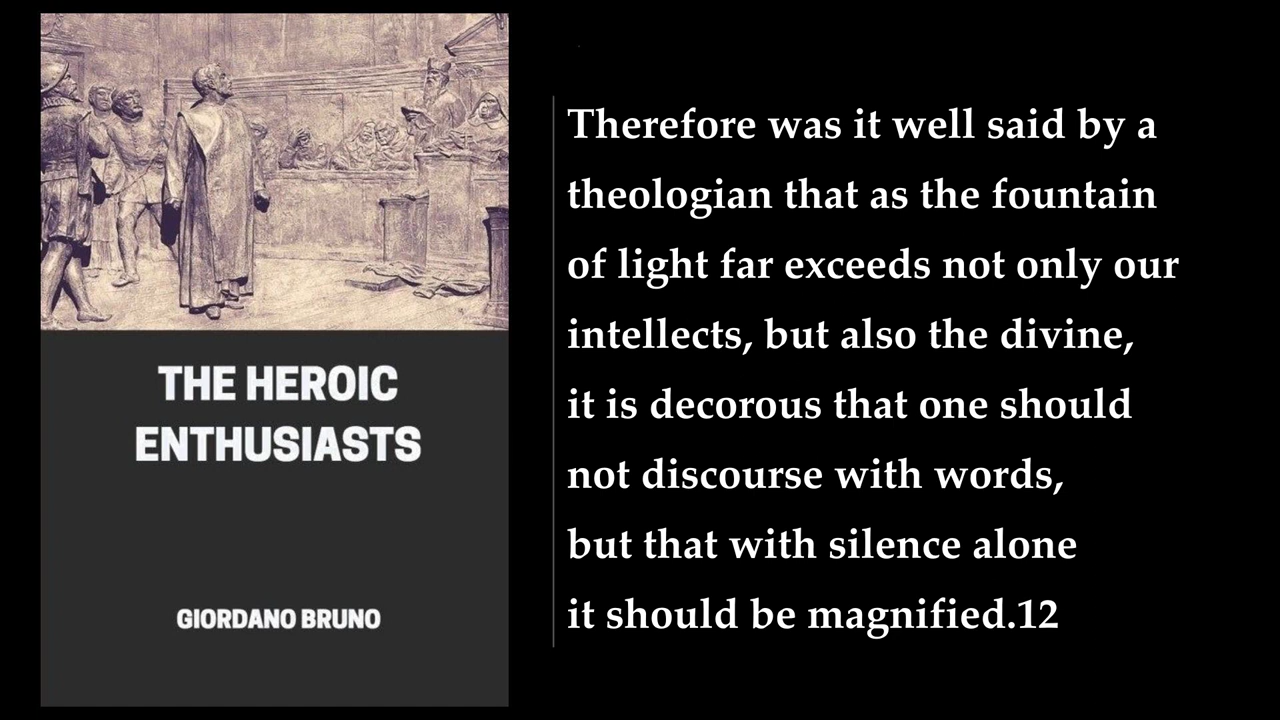 THE HEROIC
ENTHUSIASTS
GIORDANO BRUNO
Therefore was it well said by a
theologian that as the fountain
of light far exceeds not only our
intellects, but also the divine,
it is decorous that one should
not discourse with words,
but that with silence alone
it should be magnified.12